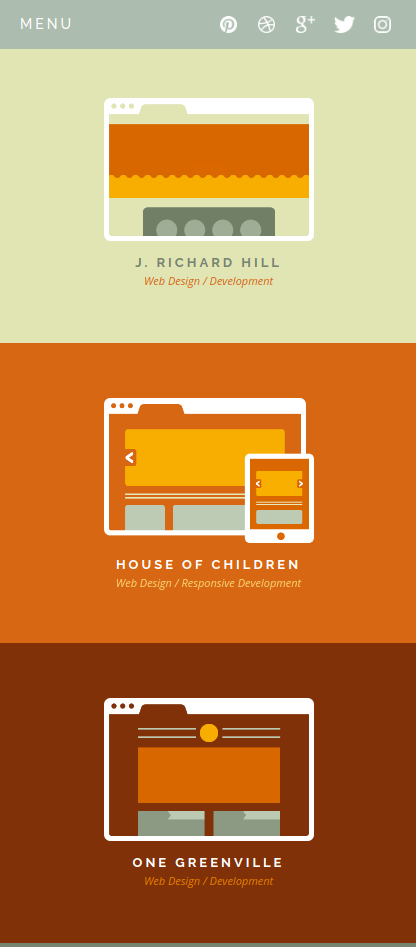 MENU
J. RICHARD HILL
Web Design / Development
HOUSE OF CHILDREN
Web Design / Responsive Development
ONE GREENVILLE
Web Design / Development